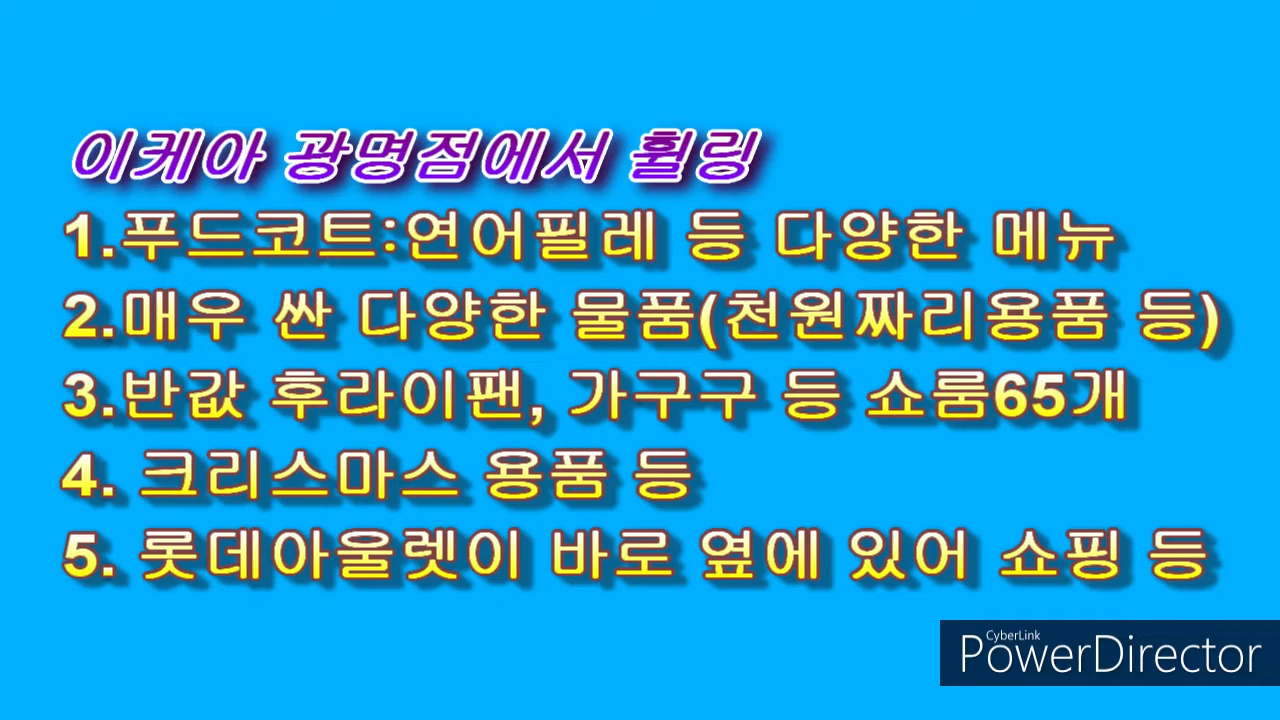 이케아 광명점에서 휠링
1.푸드코트:연어필레 등 다양한 메뉴
2.매우 싼 다양한 물품(천원짜리용품 등)
3.반값 후라이팬, 가구구 등 쇼룸65개
4. 크리스마스 용품 등
5. 롯데아울렛이 바로 옆에 있어 쇼핑 등
CyberLink
PowerDirector